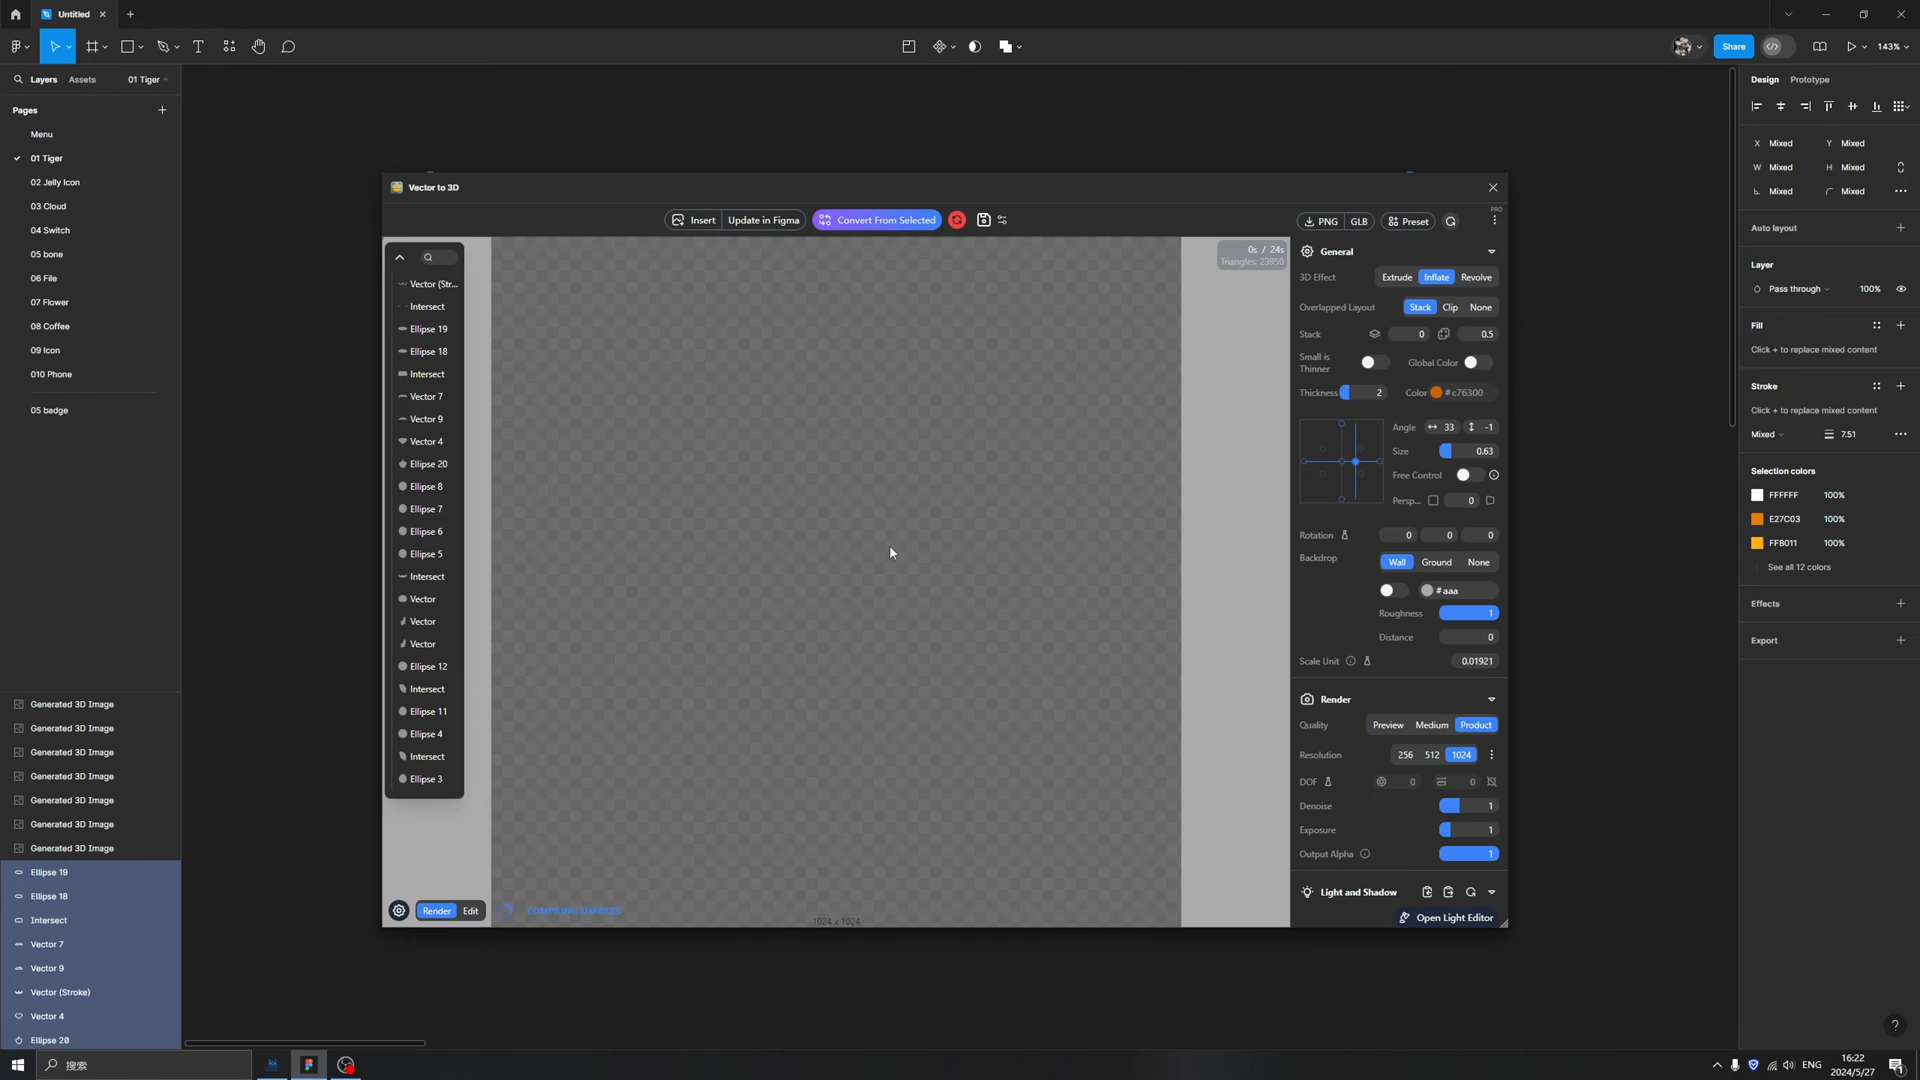 Untitled
Share
143%
Layers
Assets
01 Tiger
Pages
Menu
01 Tiger
02 Jelly Icon
03 Cloud
04 Switch
05 bone
06 File
07 Flower
08 Coffee
09 Icon
010 Phone
05 badge
Generated 3D Image
Generated 3D Image
Generated 3D Image
Generated 3D Image
Generated 3D Image
Generated 3D Image
Generated 3D Image
Ellipse 19
Ellipse 18
Intersect
Vector 7
Vector 9
Vector (Stroke)
Vector 4
Ellipse 20
Vector to 3D
Insert
Update in Figma
Convert From Selected
PNG
GLB
Preset
PRO
Vector (Str...
Intersect
Ellipse 19
Ellipse 18
Intersect
Vector 7
Vector 9
Vector 4
Ellipse 20
Ellipse 8
Ellipse 7
Ellipse 6
Ellipse 5
Intersect
Vector
Vector
Vector
Ellipse 12
Intersect
Ellipse 11
Ellipse 4
Intersect
Ellipse 3
0s / 24s
Triangles: 23950
Render
Edit
COMPILING SHADERS
1024 x 1024
General
3D Effect Extrude Inflate Revolve
Overlapped Layout Stack Clip None
Stack 0 0.5
Small is Thinner Global Color
Thickness 2 Color #c76300
Angle 33 -1
Size 0.63
Free Control
Persp... 0
Rotation 0 0 0
Backdrop Wall Ground None
#aaa
Roughness 1
Distance 0
Scale Unit 0.01921
Render
Quality Preview Medium Product
Resolution 256 512 1024
DOF 0 0
Denoise 1
Exposure 1
Output Alpha 1
Light and Shadow
Open Light Editor
Design
Prototype
X Mixed Y Mixed
W Mixed H Mixed
Mixed Mixed
Auto layout
Layer
Pass through 100%
Fill
Click + to replace mixed content
Stroke
Click + to replace mixed content
Mixed 7.51
Selection colors
FFFFFF 100%
E27C03 100%
FFB011 100%
See all 12 colors
Effects
Export
?
搜索
ENG
16:22
2024/5/27
1